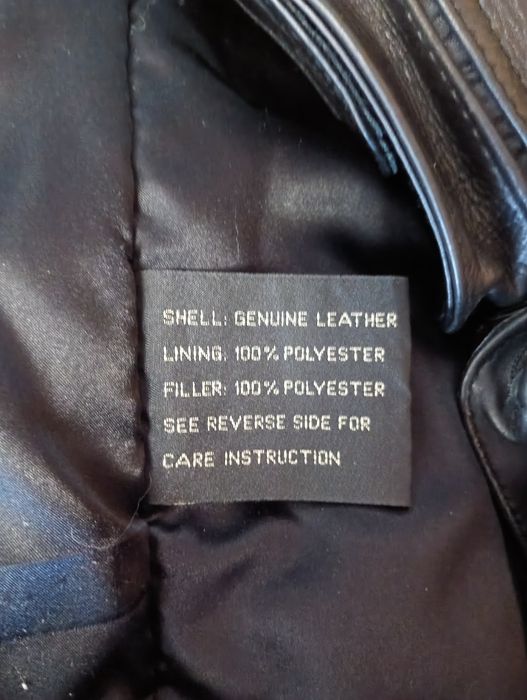 SHELL: GENUINE LEATHER
LINING: 100% POLYESTER
FILLER: 100% POLYESTER
SEE REVERSE SIDE FOR
CARE INSTRUCTION